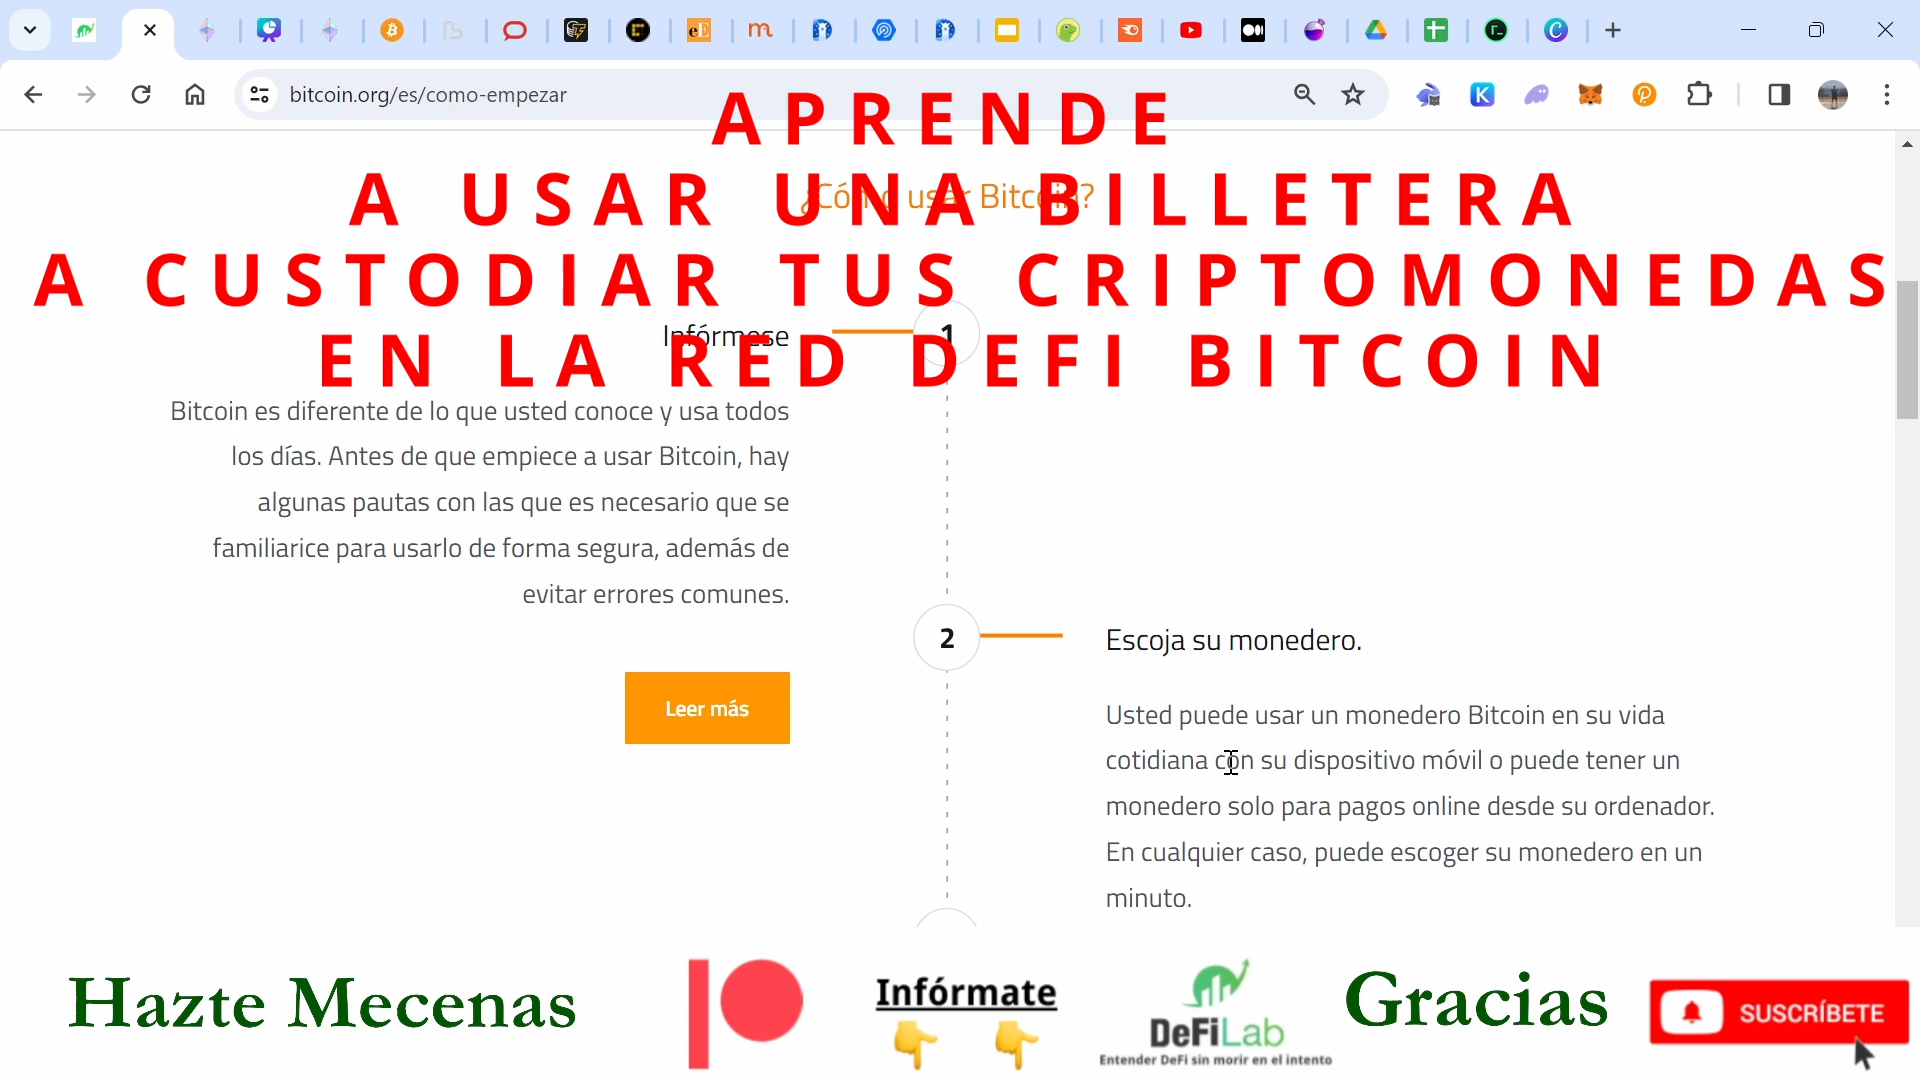 bitcoin.org/es/como-empezar
APRENDE
A USAR UNA BILLETERA
¿Cómo usar Bitcoin?
A CUSTODIAR TUS CRIPTOMONEDAS
Infórmese
1
EN LA RED DEFI BITCOIN
Bitcoin es diferente de lo que usted conoce y usa todos
los días. Antes de que empiece a usar Bitcoin, hay
algunas pautas con las que es necesario que se
familiarice para usarlo de forma segura, además de
evitar errores comunes.
Leer más
2
Escoja su monedero.
Usted puede usar un monedero Bitcoin en su vida
cotidiana con su dispositivo móvil o puede tener un
monedero solo para pagos online desde su ordenador.
En cualquier caso, puede escoger su monedero en un
minuto.
Hazte Mecenas
Infórmate
DeFiLab
Entender DeFi sin morir en el intento
Gracias
SUSCRÍBETE